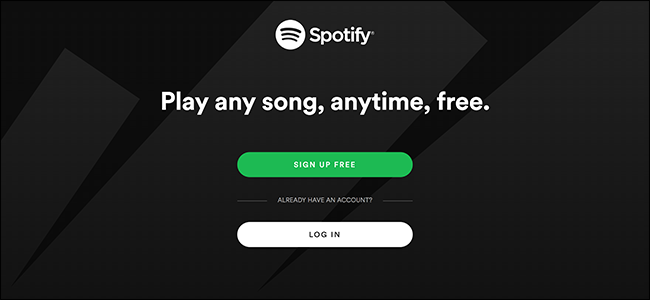 Spotify®
Play any song, anytime, free.
SIGN UP FREE
ALREADY HAVE AN ACCOUNT?
LOG IN